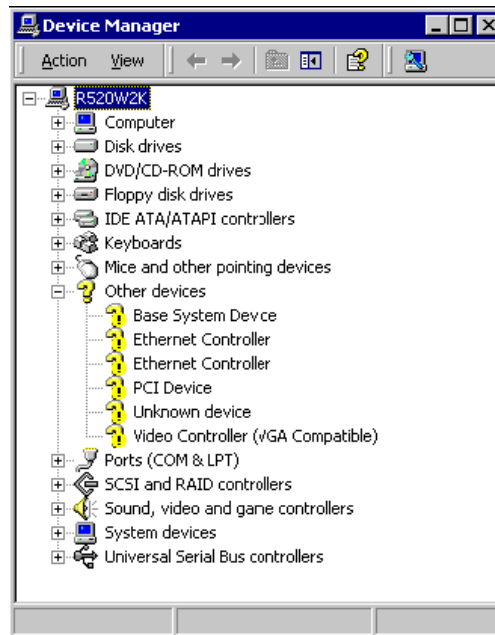 Device Manager
Action View
R520W2K
Computer
Disk drives
DVD/CD-ROM drives
Floppy disk drives
IDE ATA/ATAPI controllers
Keyboards
Mice and other pointing devices
Other devices
Base System Device
Ethernet Controller
Ethernet Controller
PCI Device
Unknown device
Video Controller (VGA Compatible)
Ports (COM & LPT)
SCSI and RAID controllers
Sound, video and game controllers
System devices
Universal Serial Bus controllers